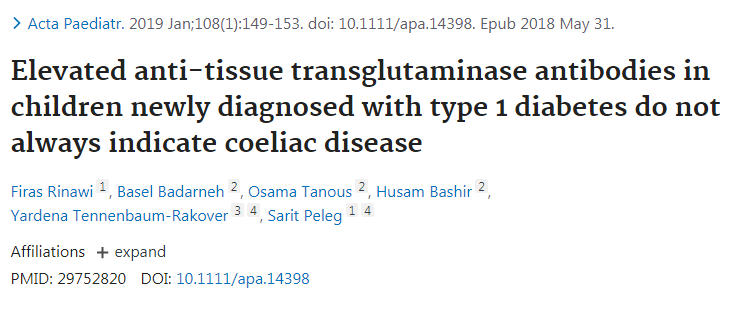 > Acta Paediatr. 2019 Jan;108(1):149-153. doi: 10.1111/apa.14398. Epub 2018 May 31.
Elevated anti-tissue transglutaminase antibodies in
children newly diagnosed with type 1 diabetes do not
always indicate coeliac disease
Firas Rinawi 1, Basel Badarneh 2, Osama Tanous 2, Husam Bashir 2,
Yardena Tennenbaum-Rakover 3 4, Sarit Peleg 1 4
Affiliations + expand
PMID: 29752820 DOI: 10.1111/apa.14398